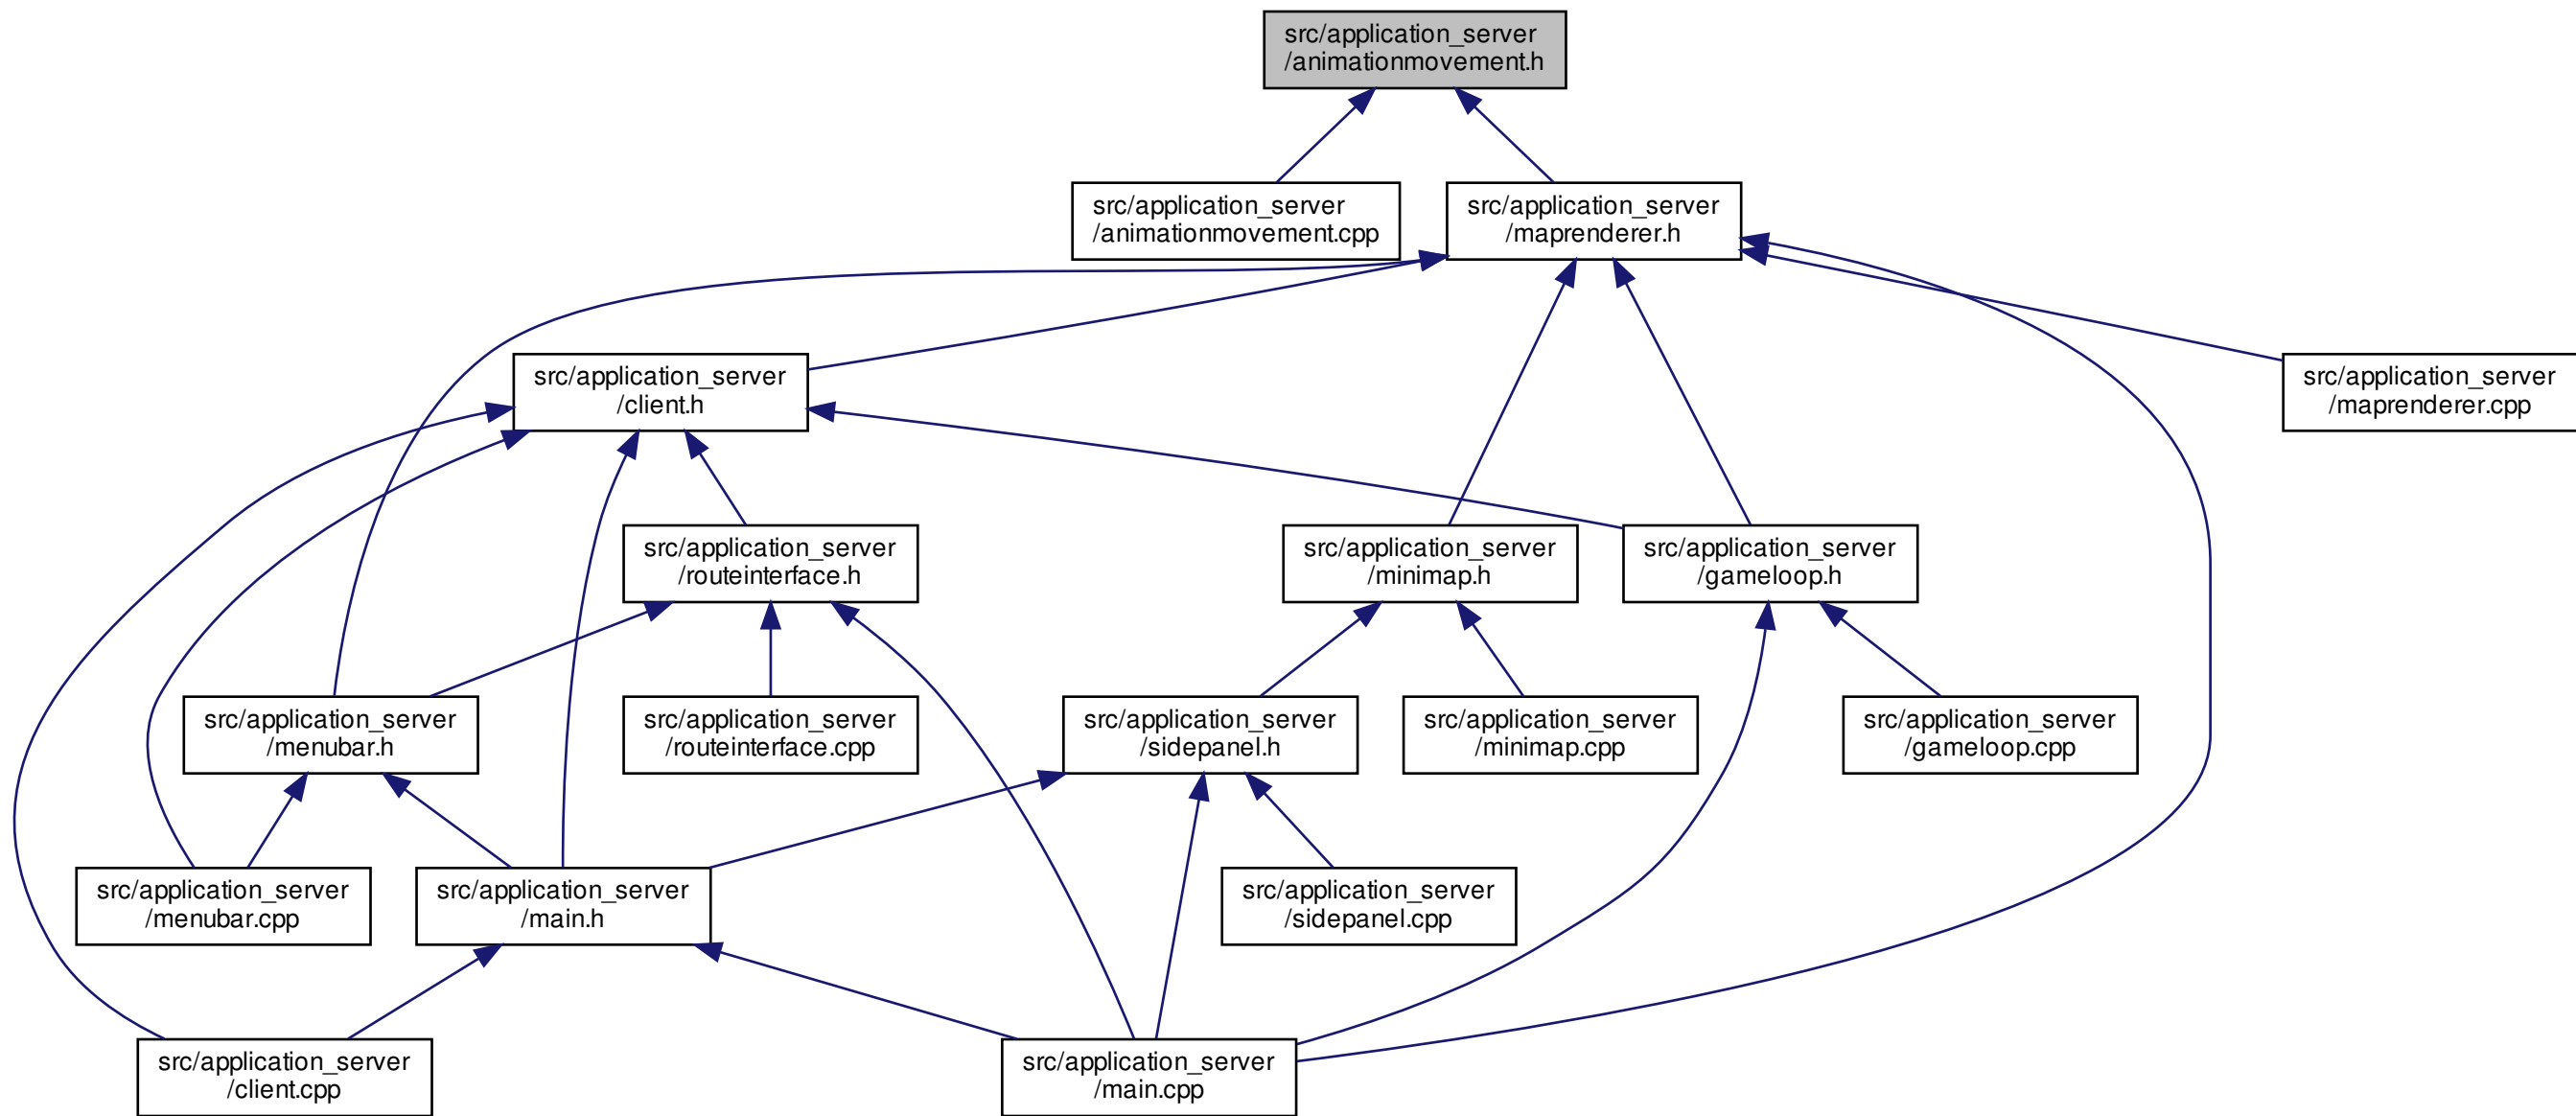 src/application_server
/animationmovement.h
src/application_server
/animationmovement.cpp
src/application_server
/maprenderer.h
src/application_server
/client.h
src/application_server
/maprenderer.cpp
src/application_server
/routeinterface.h
src/application_server
/minimap.h
src/application_server
/gameloop.h
src/application_server
/menubar.h
src/application_server
/routeinterface.cpp
src/application_server
/sidepanel.h
src/application_server
/minimap.cpp
src/application_server
/gameloop.cpp
src/application_server
/menubar.cpp
src/application_server
/main.h
src/application_server
/sidepanel.cpp
src/application_server
/client.cpp
src/application_server
/main.cpp